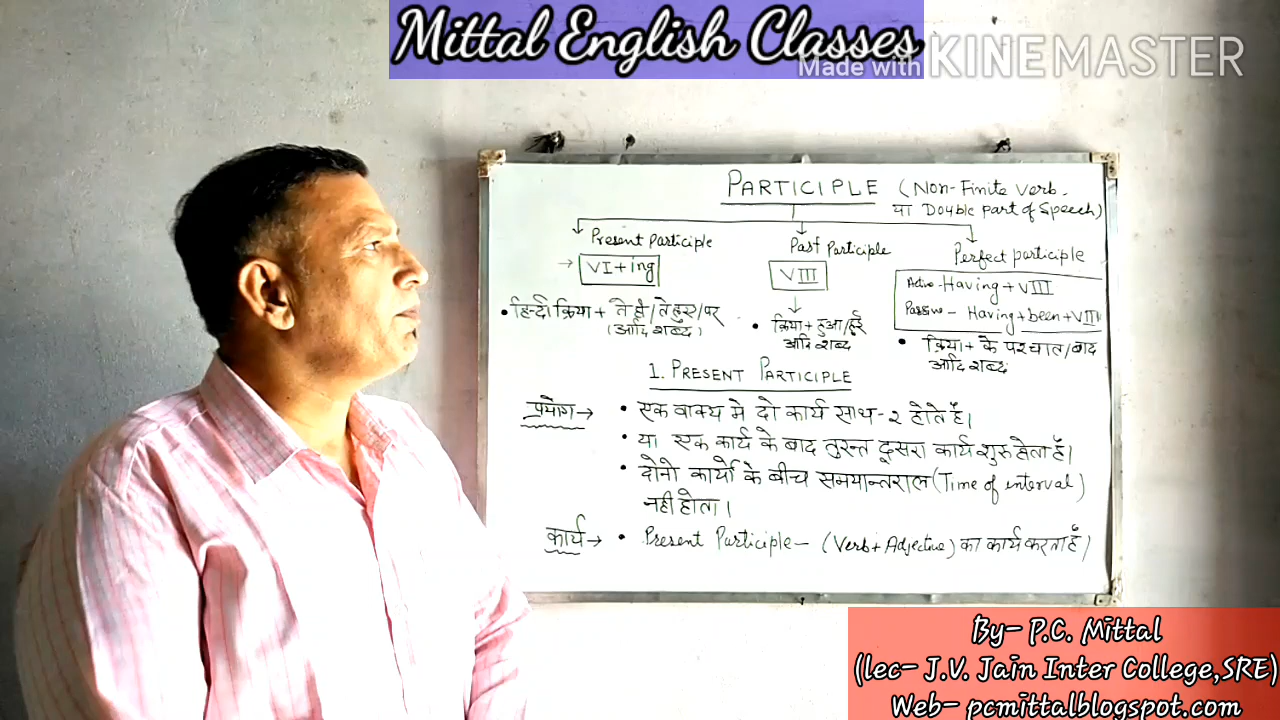 Mittal English Classes
Made with KINEMASTER
PARTICIPLE (Non-Finite Verb-
या Double part of Speech)
Present Participle
Past Participle
Perfect participle
→ VI+ing
VIII
Active - Having + VIII
Passive - Having + been + VIII
• हिन्दी क्रिया + ते ही/ते हुए/पर
(आदि शब्द)
• क्रिया + हुआ/हुई
आदि शब्द
• क्रिया + के पश्चात/बाद
आदि शब्द
1. PRESENT PARTICIPLE
प्रयोग → • एक वाक्य मे दो कार्य साथ-२ होते हैं।
• या एक कार्य के बाद तुरन्त दूसरा कार्य शुरु होता हैं।
• दोनो कार्यो के बीच समयान्तराल (Time of interval)
नही होता।
कार्य → • Present Participle - (Verb + Adjective) का कार्य करता हैं।
By- P.C. Mittal
(lec- J.V. Jain Inter College,SRE)
Web- pcmittalblogspot.com